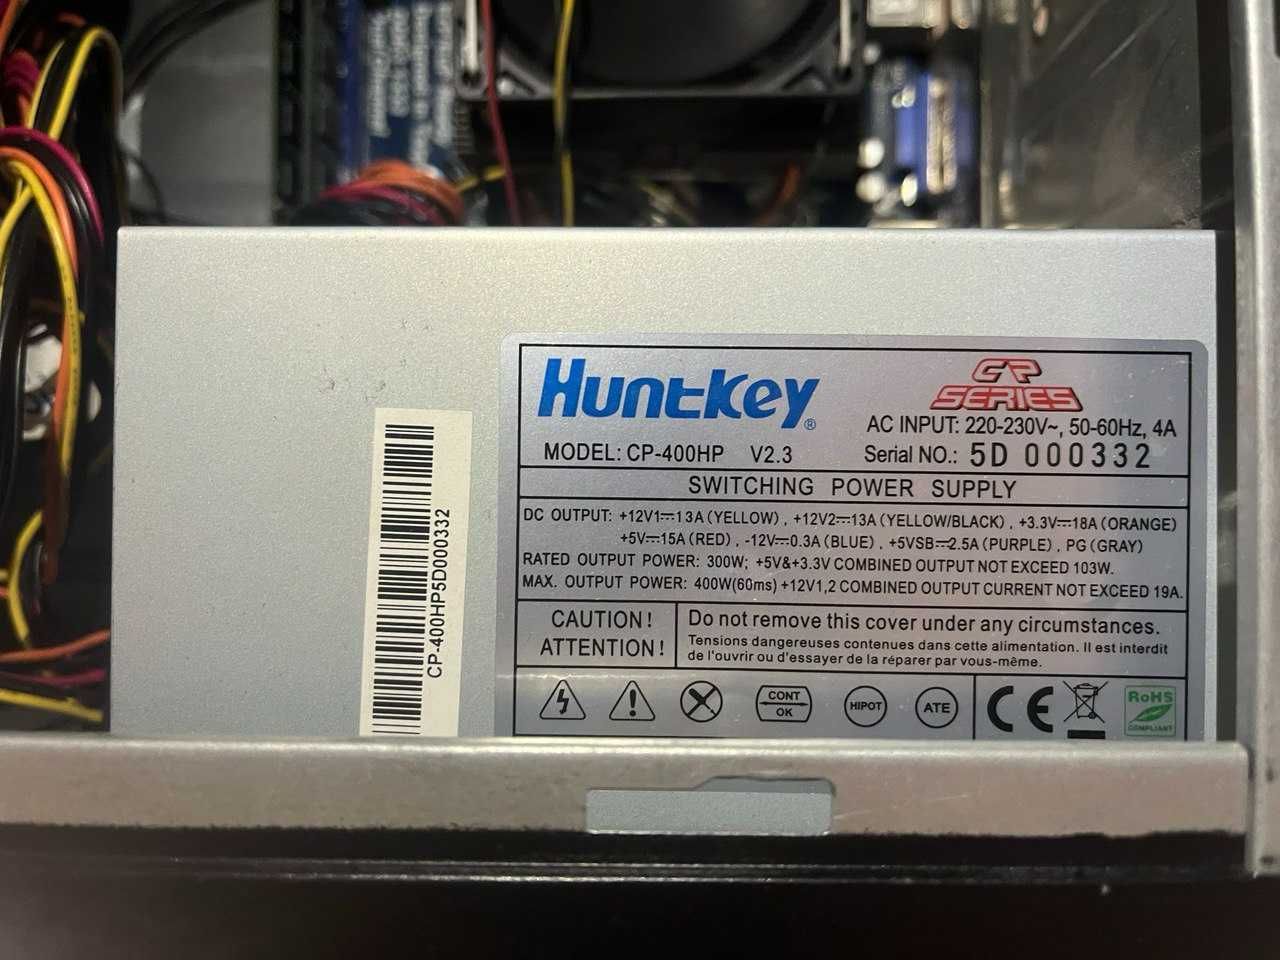 Huntkey®
CP
SERIES
AC INPUT: 220-230V~, 50-60Hz, 4A
MODEL: CP-400HP V2.3
Serial NO.: 5D 000332
SWITCHING POWER SUPPLY
DC OUTPUT: +12V1⎓13A (YELLOW) , +12V2⎓13A (YELLOW/BLACK) , +3.3V⎓18A (ORANGE)
+5V⎓15A (RED) , -12V⎓0.3A (BLUE) , +5VSB⎓2.5A (PURPLE) , PG (GRAY)
RATED OUTPUT POWER: 300W; +5V&+3.3V COMBINED OUTPUT NOT EXCEED 103W.
MAX. OUTPUT POWER: 400W(60ms) +12V1,2 COMBINED OUTPUT CURRENT NOT EXCEED 19A.
CAUTION!
ATTENTION!
Do not remove this cover under any circumstances.
Tensions dangereuses contenues dans cette alimentation. Il est interdit
de l'ouvrir ou d'essayer de la réparer par vous-même.
CONT
OK
HIPOT
ATE
CE
RoHS
COMPLIANT
CP-400HP5D000332